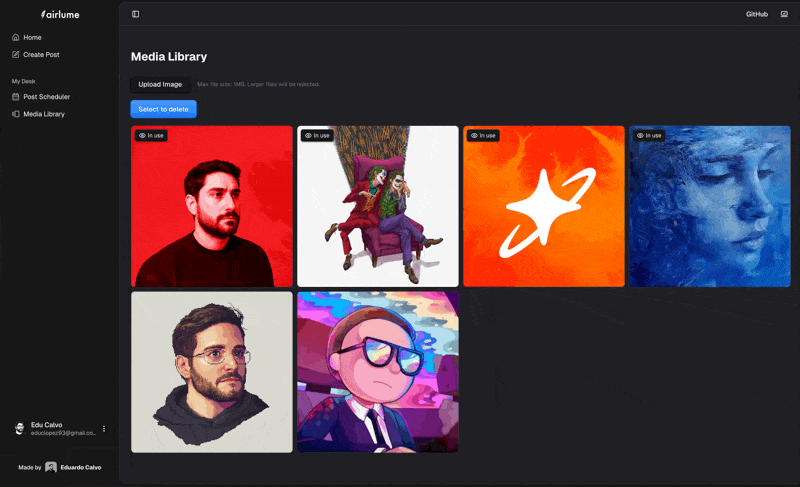 airlume
GitHub
Home
Create Post
My Desk
Post Scheduler
Media Library
Media Library
Upload Image
Max file size: 1MB. Larger files will be rejected.
Select to delete
In use
In use
In use
In use
Edu Calvo
educlopez93@gmail.co...
Made by Eduardo Calvo